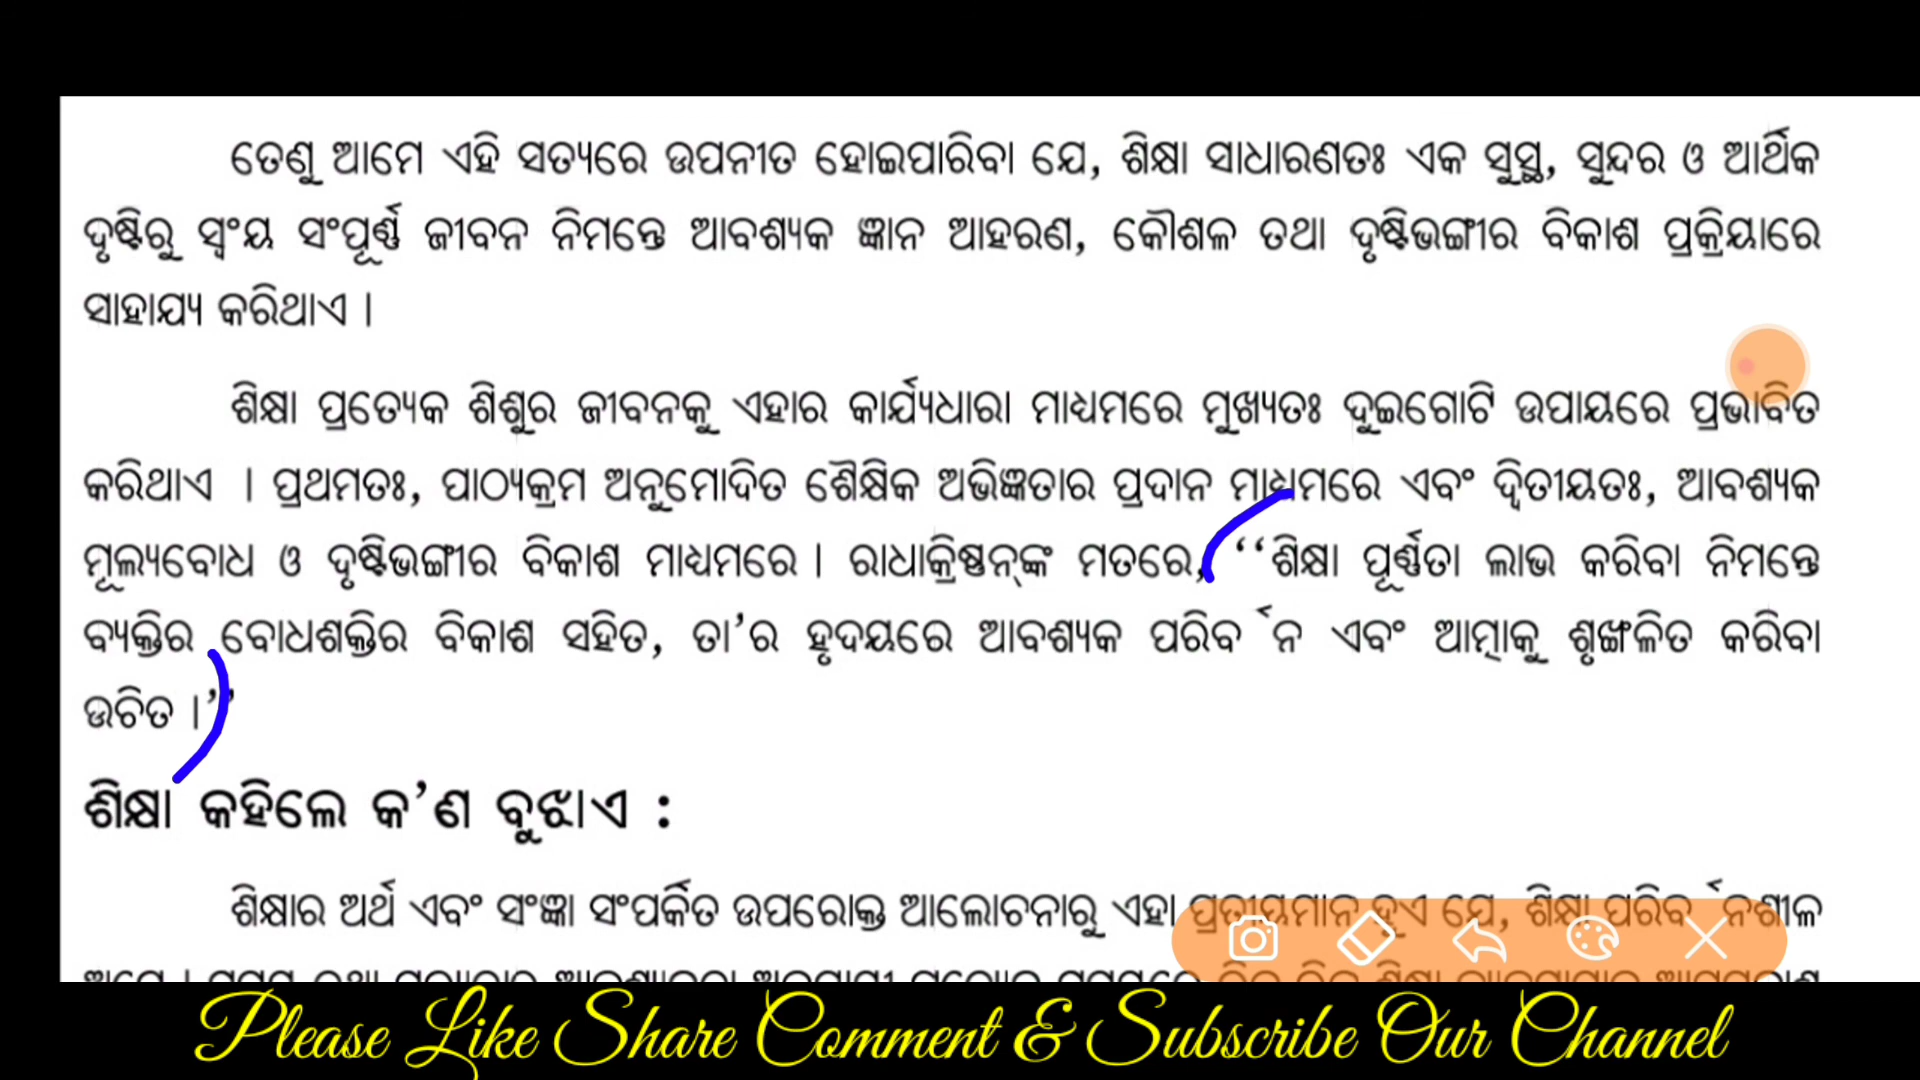 ତେଣୁ ଆମେ ଏହି ସତ୍ୟରେ ଉପନୀତ ହୋଇପାରିବା ଯେ, ଶିକ୍ଷା ସାଧାରଣତଃ ଏକ ସୁସ୍ଥ, ସୁନ୍ଦର ଓ ଆର୍ଥିକ
ଦୃଷ୍ଟିରୁ ସ୍ୱଂୟ ସଂପୂର୍ଣ୍ଣ ଜୀବନ ନିମନ୍ତେ ଆବଶ୍ୟକ ଜ୍ଞାନ ଆହରଣ, କୌଶଳ ତଥା ଦୃଷ୍ଟିଭଙ୍ଗୀର ବିକାଶ ପ୍ରକ୍ରିୟାରେ
ସାହାଯ୍ୟ କରିଥାଏ ।
ଶିକ୍ଷା ପ୍ରତ୍ୟେକ ଶିଶୁର ଜୀବନକୁ ଏହାର କାର୍ଯ୍ୟଧାରା ମାଧ୍ୟମରେ ମୁଖ୍ୟତଃ ଦୁଇଗୋଟି ଉପାୟରେ ପ୍ରଭାବିତ
କରିଥାଏ । ପ୍ରଥମତଃ, ପାଠ୍ୟକ୍ରମ ଅନୁମୋଦିତ ଶୈକ୍ଷିକ ଅଭିଜ୍ଞତାର ପ୍ରଦାନ ମାଧ୍ୟମରେ ଏବଂ ଦ୍ୱିତୀୟତଃ, ଆବଶ୍ୟକ
ମୂଲ୍ୟବୋଧ ଓ ଦୃଷ୍ଟିଭଙ୍ଗୀର ବିକାଶ ମାଧ୍ୟମରେ । ରାଧାକ୍ରିଷ୍ଣନ୍‌ଙ୍କ ମତରେ, ‘‘ଶିକ୍ଷା ପୂର୍ଣ୍ଣତା ଲାଭ କରିବା ନିମନ୍ତେ
ବ୍ୟକ୍ତିର ବୋଧଶକ୍ତିର ବିକାଶ ସହିତ, ତା’ର ହୃଦୟରେ ଆବଶ୍ୟକ ପରିବ ର୍ନ ଏବଂ ଆତ୍ମାକୁ ଶୃଙ୍ଖଳିତ କରିବା
ଉଚିତ ।’’
ଶିକ୍ଷା କହିଲେ କ’ଣ ବୁଝାଏ :
ଶିକ୍ଷାର ଅର୍ଥ ଏବଂ ସଂଜ୍ଞା ସଂପର୍କିତ ଉପରୋକ୍ତ ଆଲୋଚନାରୁ ଏହା ପ୍ରତୀୟମାନ ହୁଏ ଯେ, ଶିକ୍ଷା ପରିବ ର୍ନଶୀଳ
Please Like Share Comment & Subscribe Our Channel